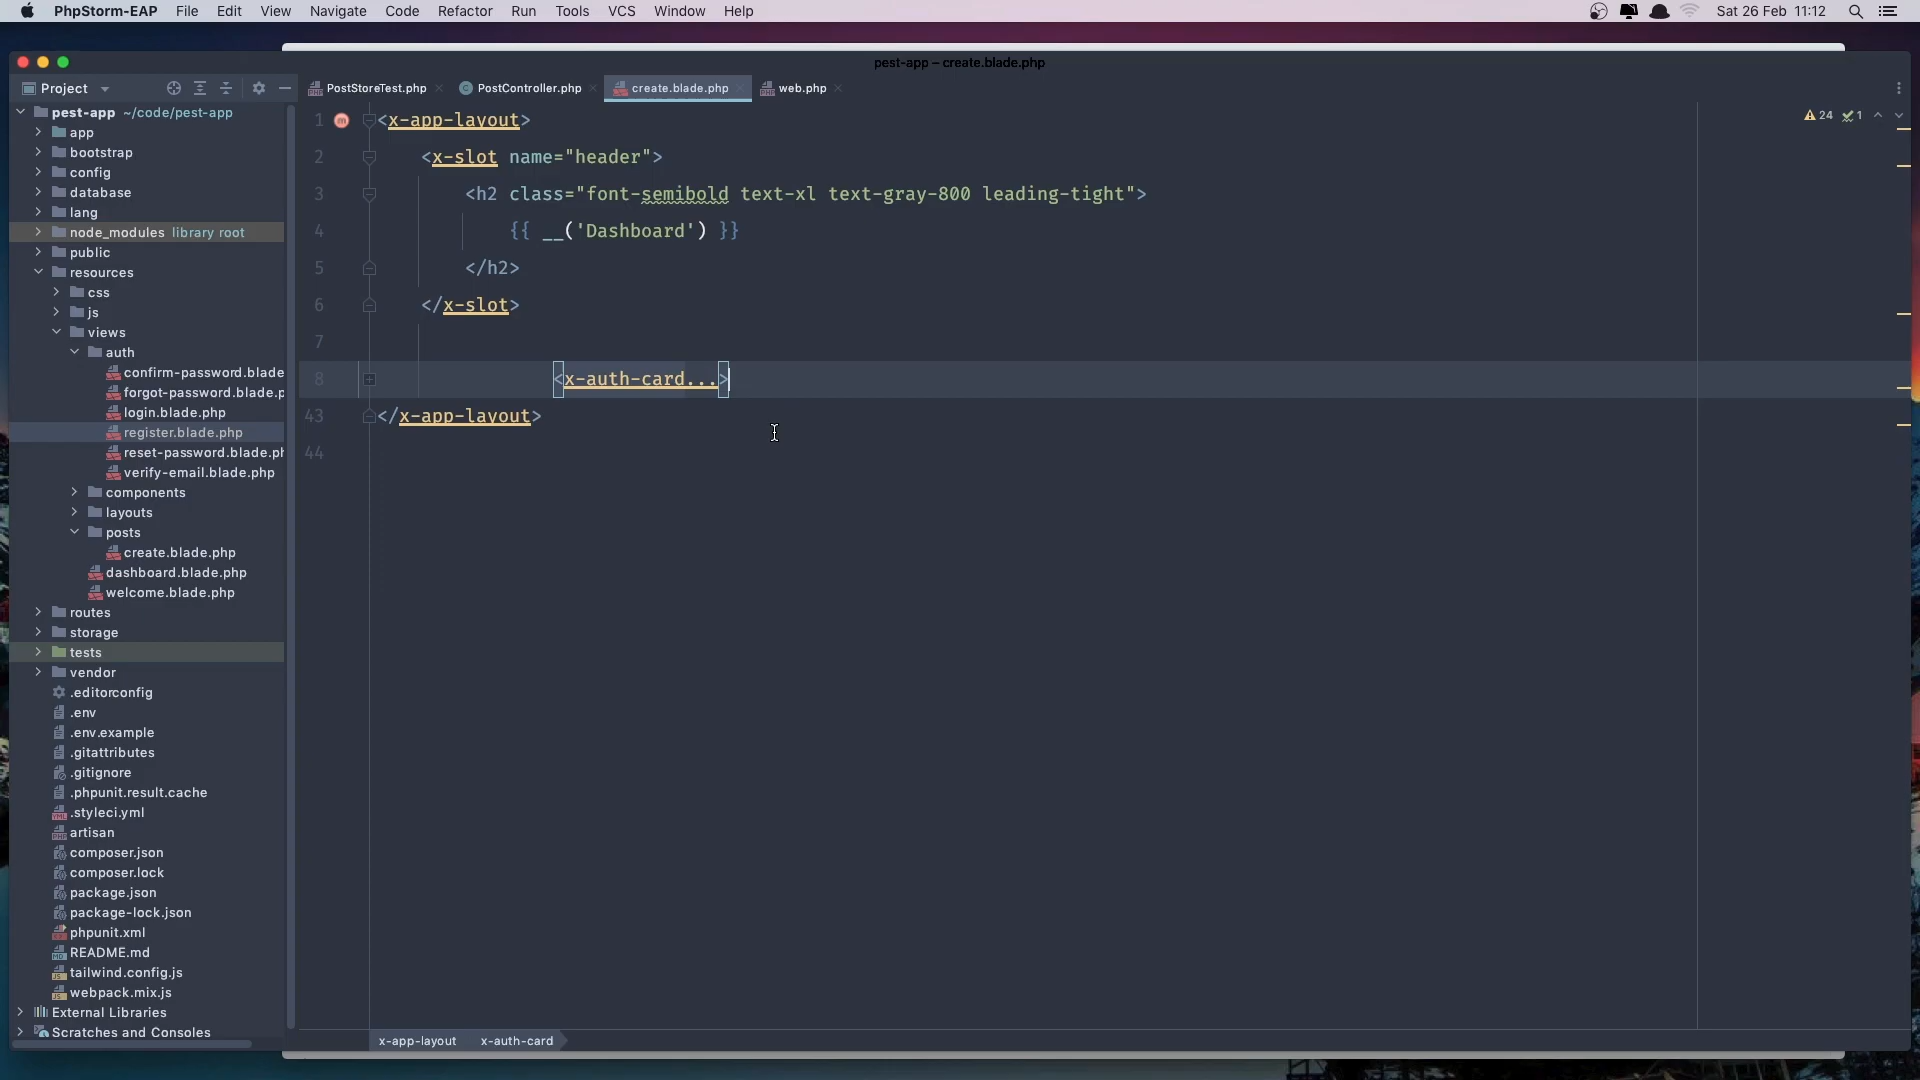 PhpStorm-EAP File Edit View Navigate Code Refactor Run Tools VCS Window Help Sat 26 Feb 11:12
pest-app – create.blade.php
Project
PostStoreTest.php PostController.php create.blade.php web.php
pest-app ~/code/pest-app
app
bootstrap
config
database
lang
node_modules library root
public
resources
css
js
views
auth
confirm-password.blade
forgot-password.blade.p
login.blade.php
register.blade.php
reset-password.blade.ph
verify-email.blade.php
components
layouts
posts
create.blade.php
dashboard.blade.php
welcome.blade.php
routes
storage
tests
vendor
.editorconfig
.env
.env.example
.gitattributes
.gitignore
.phpunit.result.cache
.styleci.yml
artisan
composer.json
composer.lock
package.json
package-lock.json
phpunit.xml
README.md
tailwind.config.js
webpack.mix.js
External Libraries
Scratches and Consoles
1 <x-app-layout>
2 <x-slot name="header">
3 <h2 class="font-semibold text-xl text-gray-800 leading-tight">
4 {{ __('Dashboard') }}
5 </h2>
6 </x-slot>
7
8 <x-auth-card...>
43 </x-app-layout>
44
24 1
x-app-layout x-auth-card